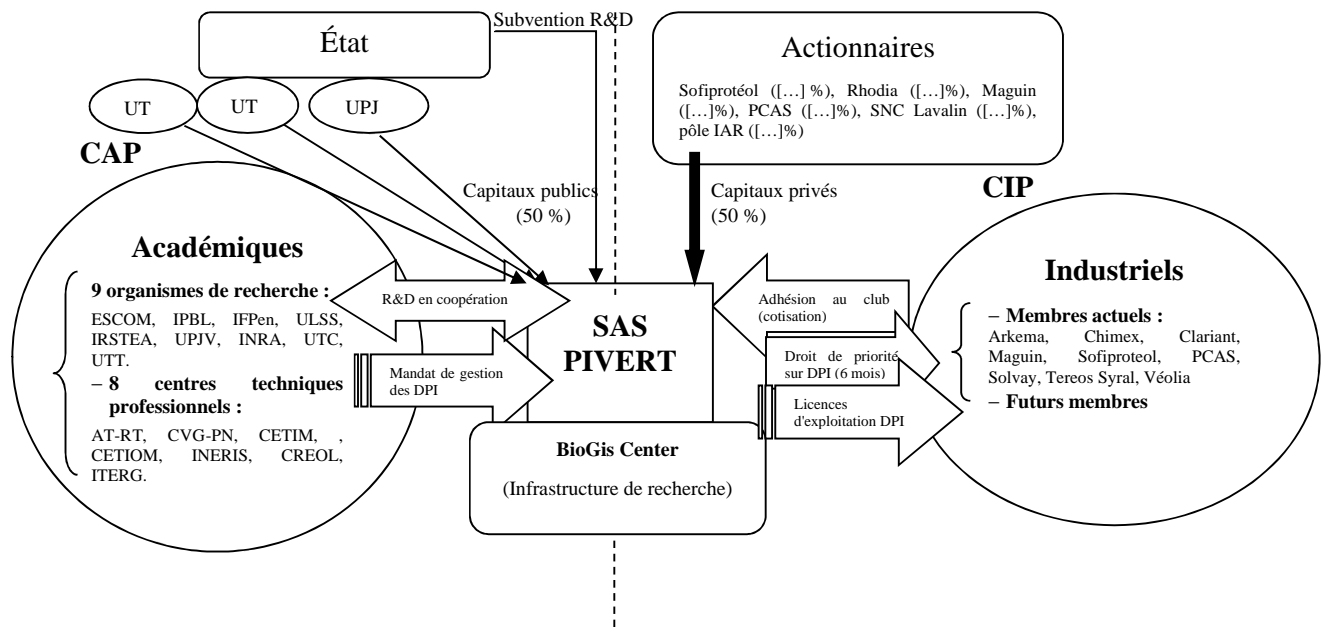 Subvention R&D
État
UT
UT
UPJ
Actionnaires
Sofiprotéol ([…] %), Rhodia ([…]%), Maguin
([…]%), PCAS ([…]%), SNC Lavalin ([…]%),
pôle IAR ([…]%)
CAP
CIP
Capitaux publics
(50 %)
Capitaux privés
(50 %)
Académiques
9 organismes de recherche :
ESCOM, IPBL, IFPen, ULSS,
IRSTEA, UPJV, INRA, UTC,
UTT.
– 8 centres techniques
professionnels :
AT-RT, CVG-PN, CETIM, ,
CETIOM, INERIS, CREOL,
ITERG.
R&D en coopération
Mandat de gestion
des DPI
SAS
PIVERT
BioGis Center
(Infrastructure de recherche)
Adhésion au club
(cotisation)
Droit de priorité
sur DPI (6 mois)
Licences
d'exploitation DPI
Industriels
– Membres actuels :
Arkema, Chimex, Clariant,
Maguin, Sofiproteol, PCAS,
Solvay, Tereos Syral, Véolia
– Futurs membres